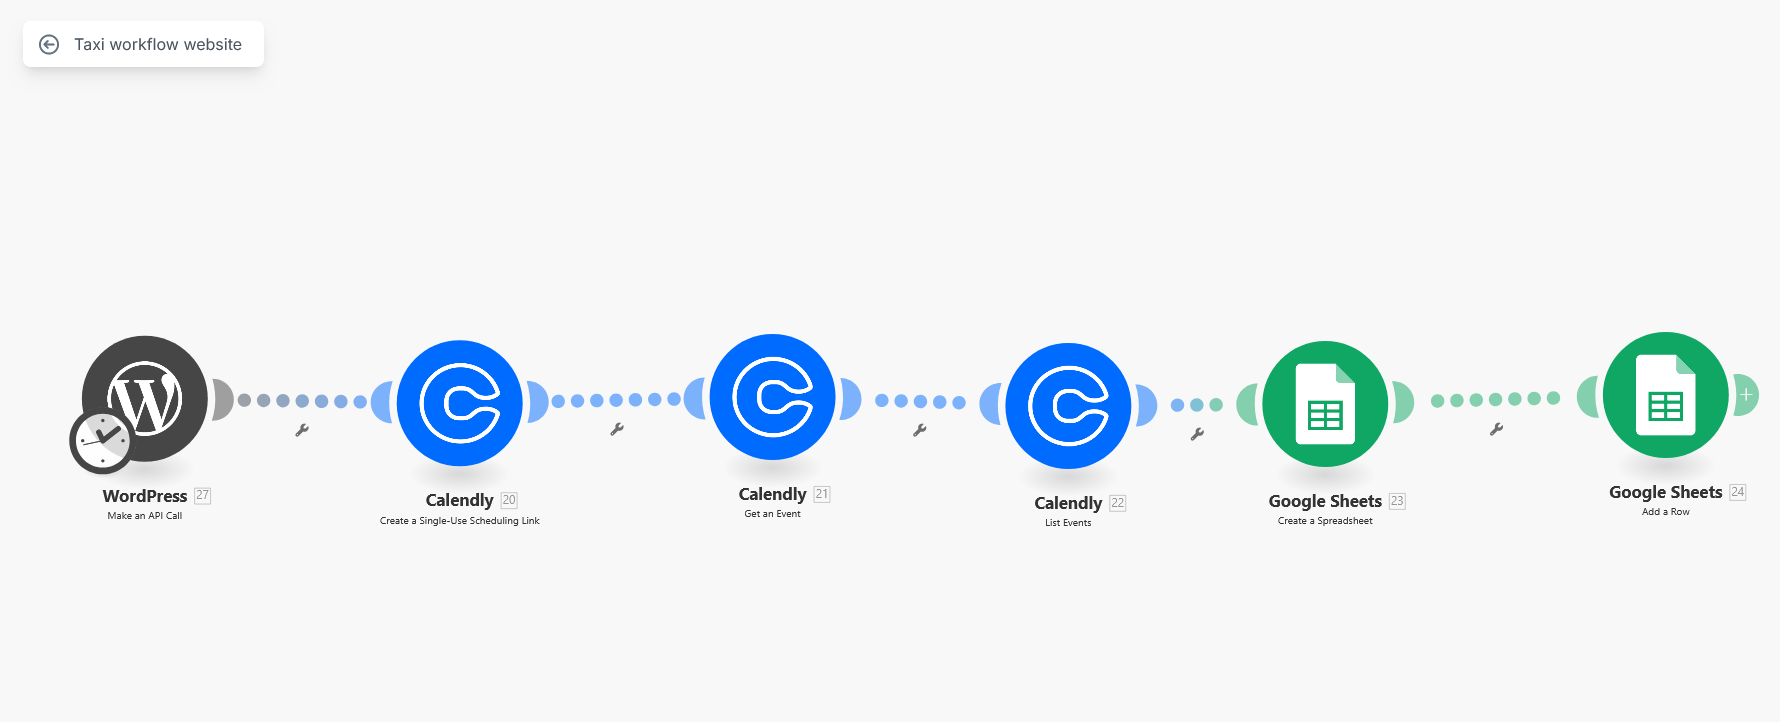 Taxi workflow website
WordPress 27
Make an API Call
Calendly 20
Create a Single-Use Scheduling Link
Calendly 21
Get an Event
Calendly 22
List Events
Google Sheets 23
Create a Spreadsheet
Google Sheets 24
Add a Row